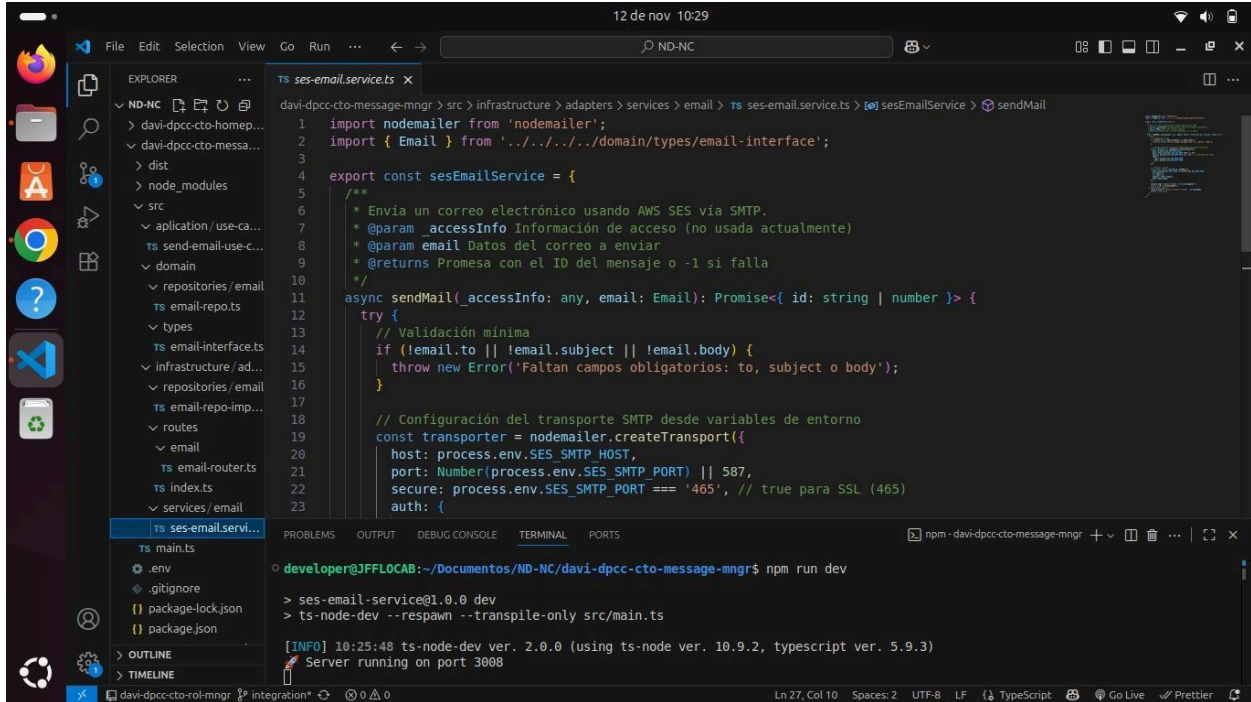 12 de nov 10:29
File Edit Selection View Go Run ··· ND-NC
EXPLORER ···
ND-NC
davi-dpcc-cto-homep...
davi-dpcc-cto-messa...
dist
node_modules
src
aplication/use-ca...
TS send-email-use-c...
domain
repositories/email
TS email-repo.ts
types
TS email-interface.ts
infrastructure/ad...
repositories/email
TS email-repo-imp...
routes
email
TS email-router.ts
TS index.ts
services/email
TS ses-email.servi...
TS main.ts
.env
.gitignore
{} package-lock.json
{} package.json
OUTLINE
TIMELINE
TS ses-email.service.ts
davi-dpcc-cto-message-mngr > src > infrastructure > adapters > services > email > TS ses-email.service.ts > sesEmailService > sendMail
1 import nodemailer from 'nodemailer';
2 import { Email } from '../../../../domain/types/email-interface';
3
4 export const sesEmailService = {
5 /**
6 * Envía un correo electrónico usando AWS SES vía SMTP.
7 * @param _accessInfo Información de acceso (no usada actualmente)
8 * @param email Datos del correo a enviar
9 * @returns Promesa con el ID del mensaje o -1 si falla
10 */
11 async sendMail(_accessInfo: any, email: Email): Promise<{ id: string | number }> {
12 try {
13 // Validación mínima
14 if (!email.to || !email.subject || !email.body) {
15 throw new Error('Faltan campos obligatorios: to, subject o body');
16 }
17
18 // Configuración del transporte SMTP desde variables de entorno
19 const transporter = nodemailer.createTransport({
20 host: process.env.SES_SMTP_HOST,
21 port: Number(process.env.SES_SMTP_PORT) || 587,
22 secure: process.env.SES_SMTP_PORT === '465', // true para SSL (465)
23 auth: {
PROBLEMS OUTPUT DEBUG CONSOLE TERMINAL PORTS npm - davi-dpcc-cto-message-mngr
developer@JFFLOCAB:~/Documentos/ND-NC/davi-dpcc-cto-message-mngr$ npm run dev
> ses-email-service@1.0.0 dev
> ts-node-dev --respawn --transpile-only src/main.ts
[INFO] 10:25:48 ts-node-dev ver. 2.0.0 (using ts-node ver. 10.9.2, typescript ver. 5.9.3)
🚀 Server running on port 3008
davi-dpcc-cto-rol-mngr integration* 0 0 Ln 27, Col 10 Spaces: 2 UTF-8 LF TypeScript Go Live Prettier